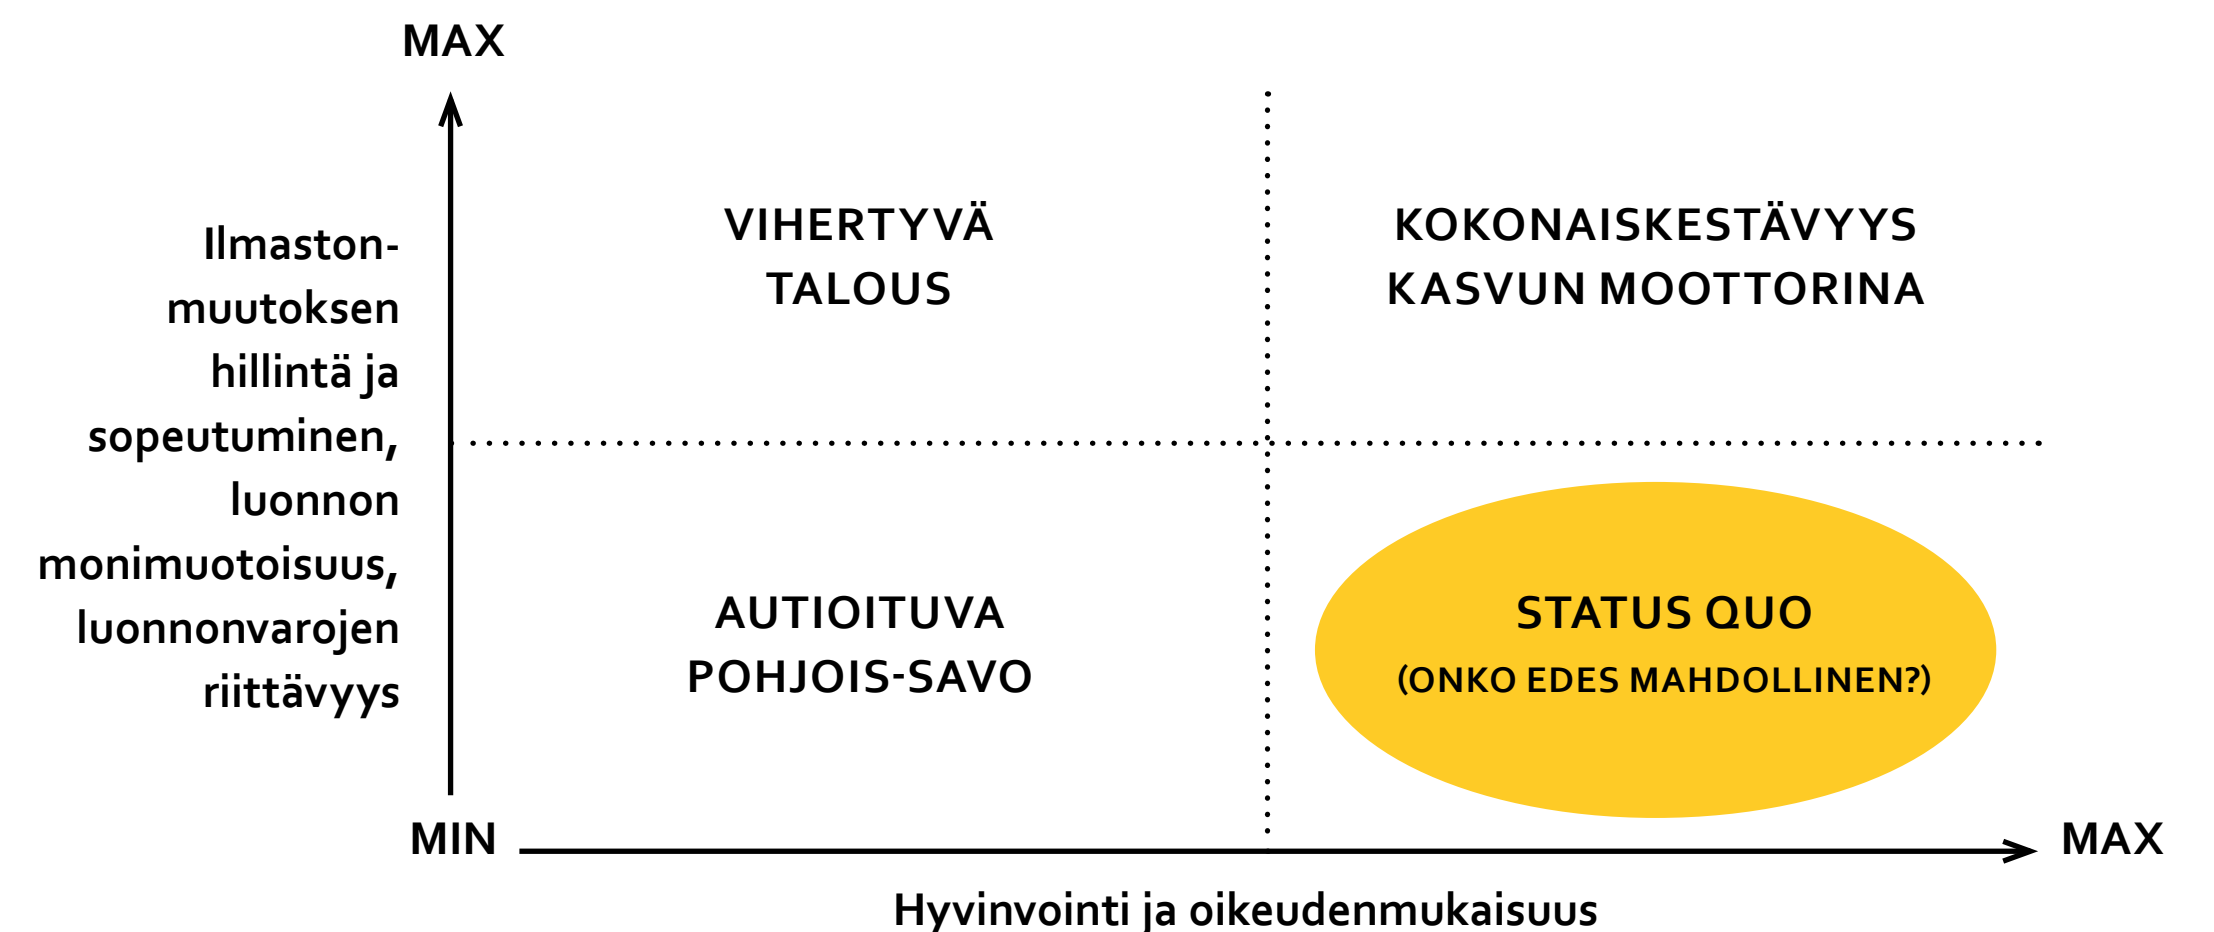 MAX
Ilmaston-
muutoksen
hillintä ja
sopeutuminen,
luonnon
monimuotoisuus,
luonnonvarojen
riittävyys
VIHERTYVÄ
TALOUS
KOKONAISKESTÄVYYS
KASVUN MOOTTORINA
AUTIOITUVA
POHJOIS-SAVO
STATUS QUO
(ONKO EDES MAHDOLLINEN?)
MIN
MAX
Hyvinvointi ja oikeudenmukaisuus